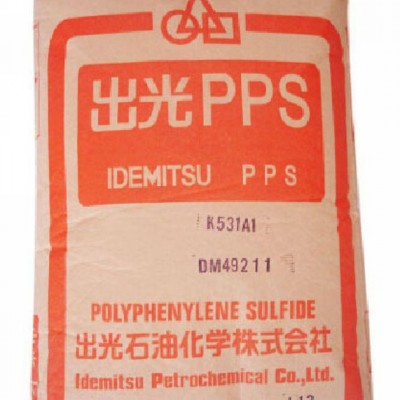 出光PPS
IDEMITSU PPS
K531A1
DM49211
POLYPHENYLENE SULFIDE
出光石油化学株式会社
Idemitsu Petrochemical Co.,Ltd.